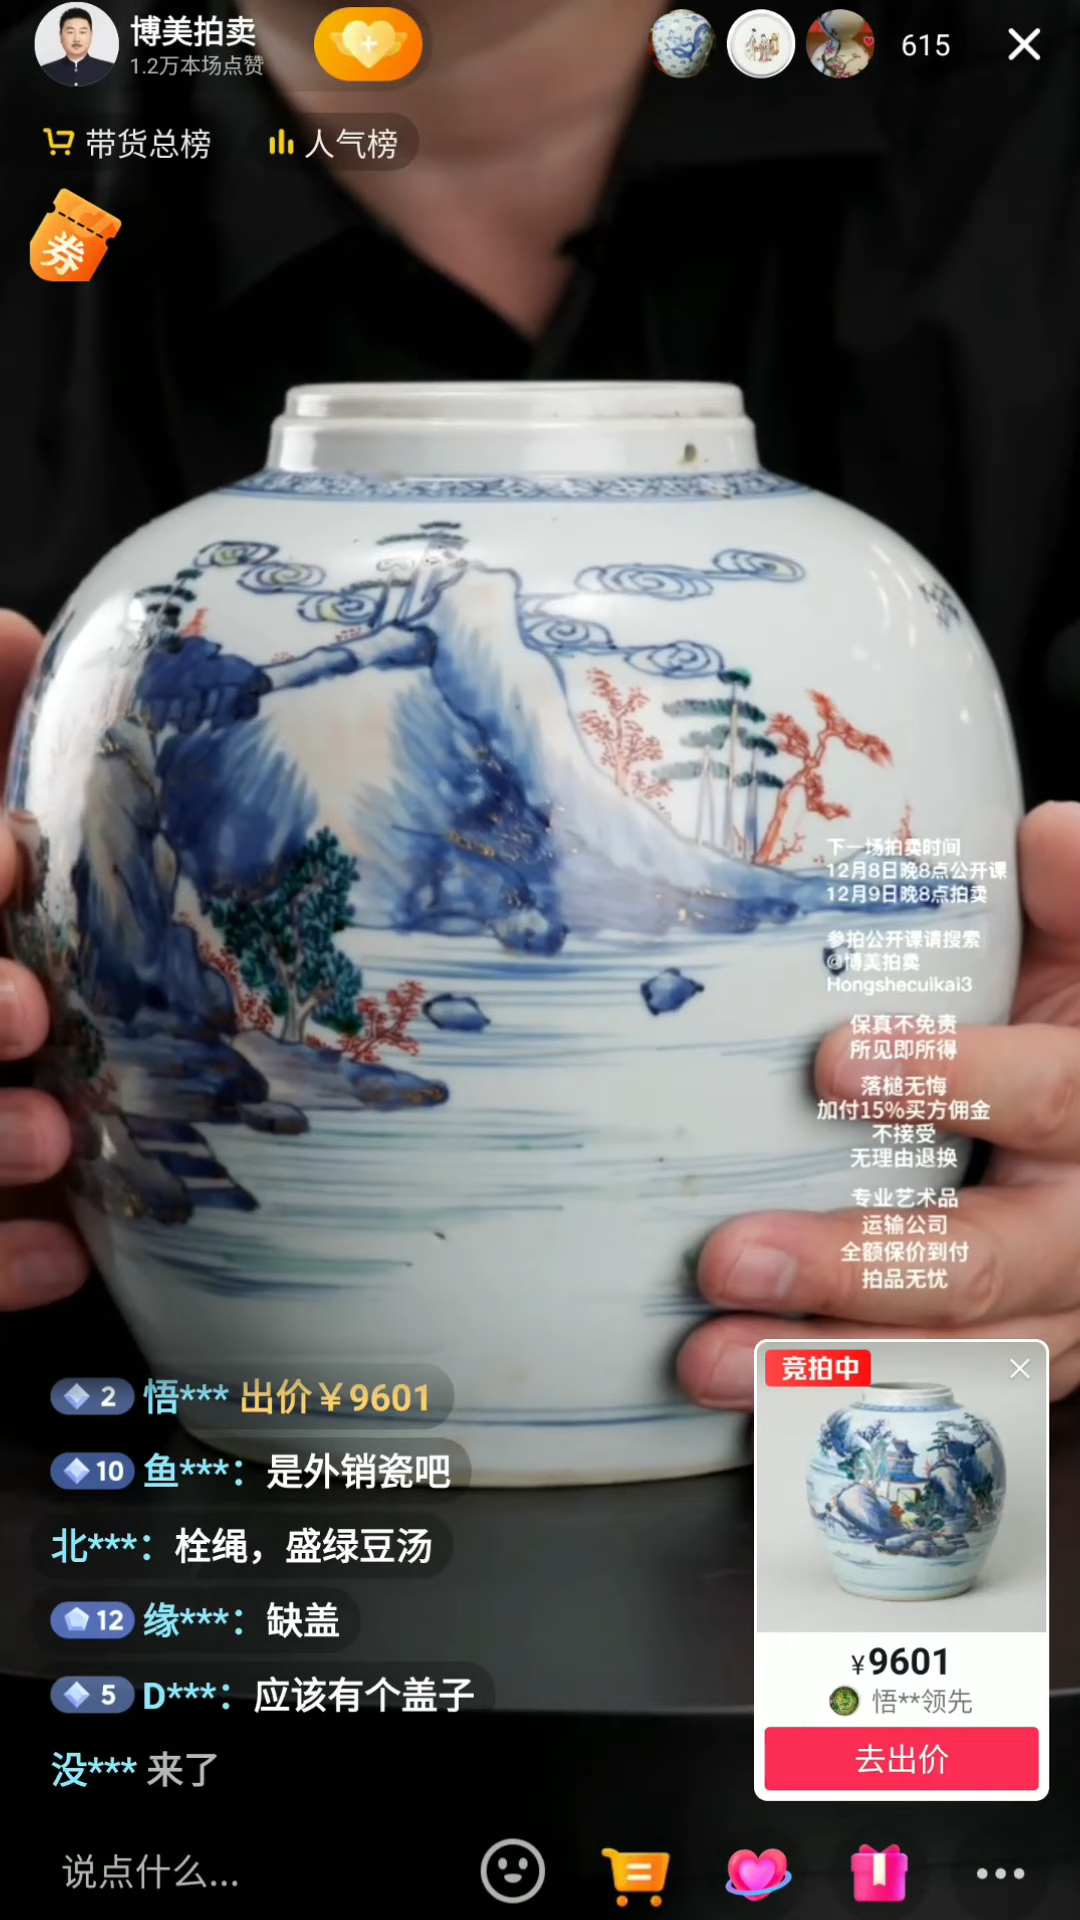 博美拍卖
1.2万本场点赞
615
带货总榜
人气榜
券
下一场拍卖时间
12月8日晚8点公开课
12月9日晚8点拍卖
参拍公开课请搜索
@博美拍卖
Hongshecuikai3
保真不免责
所见即所得
落槌无悔
加付15%买方佣金
不接受
无理由退换
专业艺术品
运输公司
全额保价到付
拍品无忧
2 悟*** 出价¥9601
10 鱼***：是外销瓷吧
北***：栓绳，盛绿豆汤
12 缘***：缺盖
5 D***：应该有个盖子
没*** 来了
竞拍中
¥9601
悟**领先
去出价
说点什么...